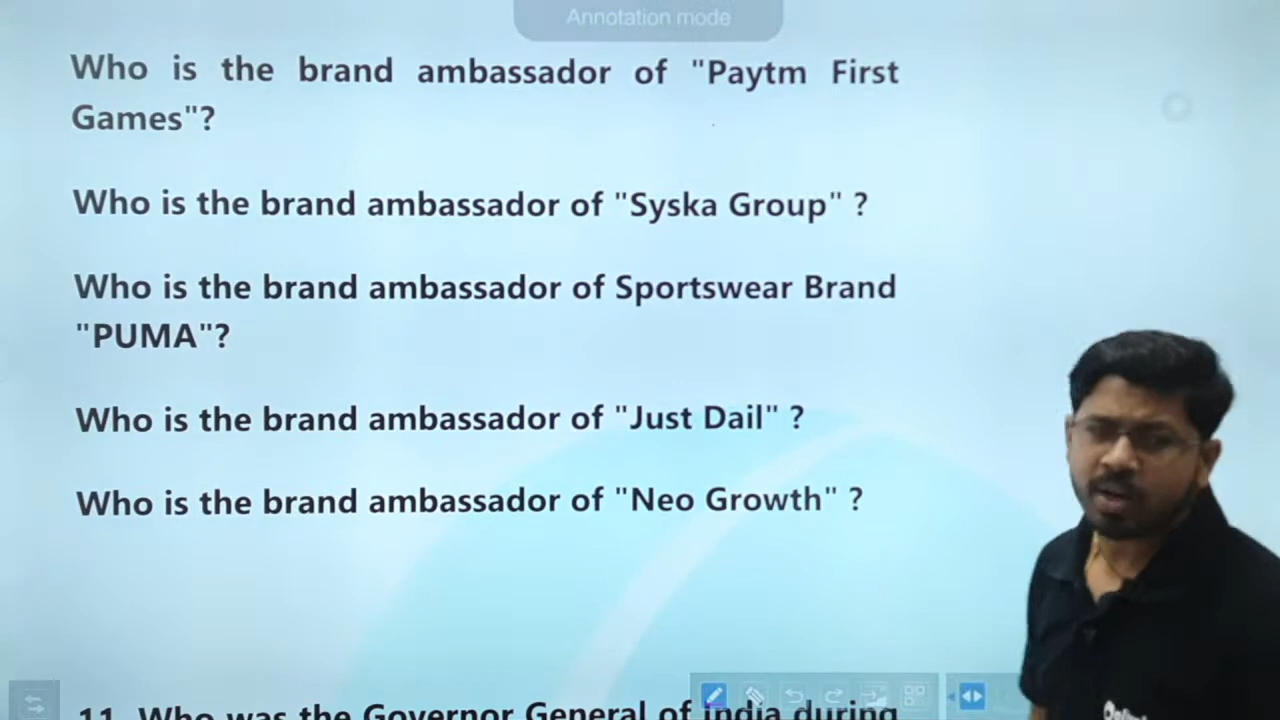 Annotation mode
Who is the brand ambassador of "Paytm First
Games"?
Who is the brand ambassador of "Syska Group" ?
Who is the brand ambassador of Sportswear Brand
"PUMA"?
Who is the brand ambassador of "Just Dail" ?
Who is the brand ambassador of "Neo Growth" ?
11. Who was the Governor General of india during